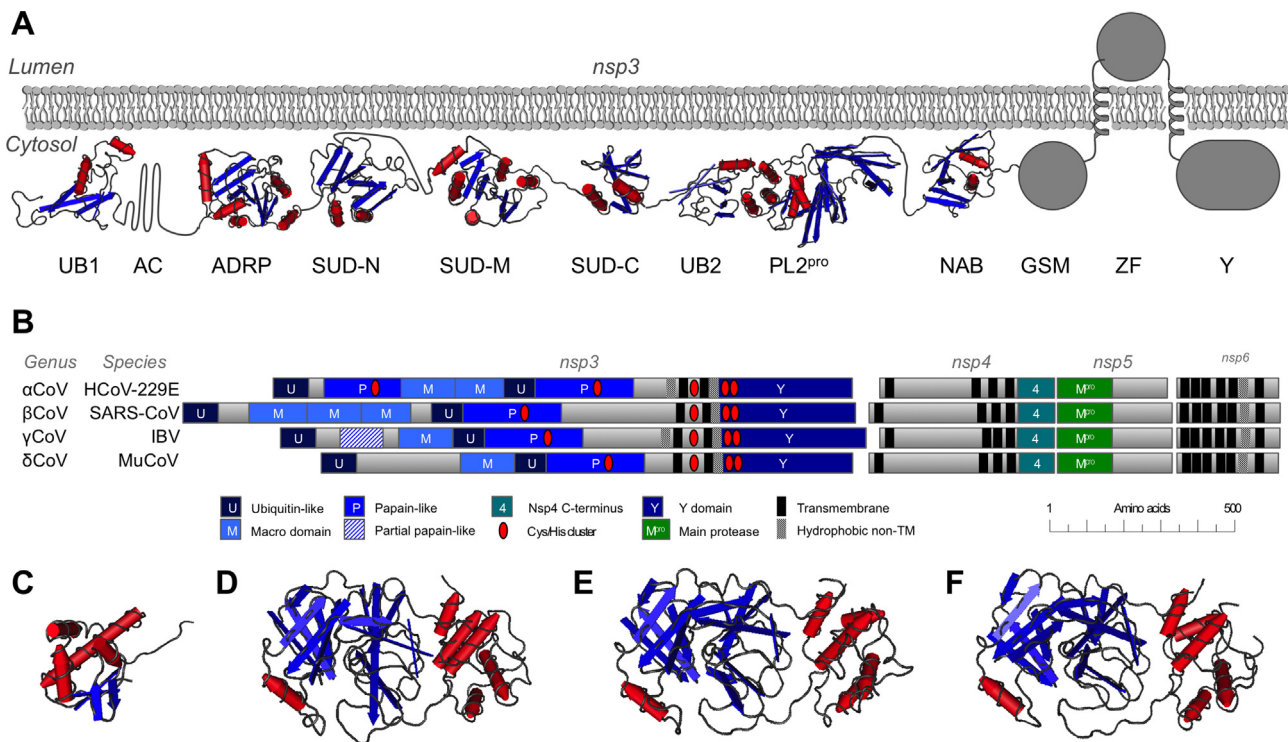 A
Lumen nsp3
Cytosol
UB1 AC ADRP SUD-N SUD-M SUD-C UB2 PL2pro NAB GSM ZF Y
B
Genus Species nsp3 nsp4 nsp5 nsp6
αCoV HCoV-229E U P M M U P Y 4 Mpro
βCoV SARS-CoV U M M M U P Y 4 Mpro
γCoV IBV U M U P Y 4 Mpro
δCoV MuCoV U M U P Y 4 Mpro
U Ubiquitin-like P Papain-like 4 Nsp4 C-terminus Y Y domain Transmembrane 1 Amino acids 500
M Macro domain Partial papain-like Cys/His cluster Mpro Main protease Hydrophobic non-TM
C D E F